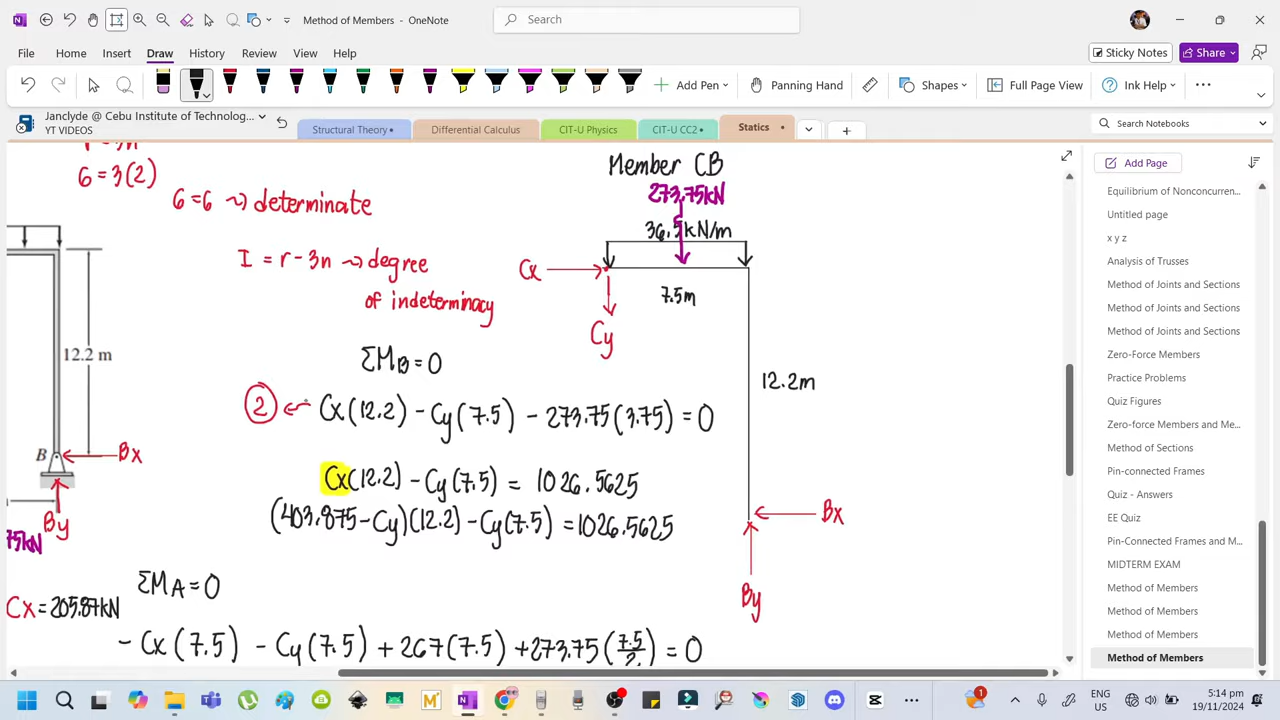 Method of Members - OneNote
Search
File Home Insert Draw History Review View Help
Sticky Notes
Share
Add Pen
Panning Hand
Shapes
Full Page View
Ink Help
Janclyde @ Cebu Institute of Technolog...
YT VIDEOS
Structural Theory
Differential Calculus
CIT-U Physics
CIT-U CC2
Statics
Search Notebooks
Add Page
Equilibrium of Nonconcurren...
Untitled page
x y z
Analysis of Trusses
Method of Joints and Sections
Method of Joints and Sections
Method of Joints and Sections
Zero-Force Members
Practice Problems
Quiz Figures
Zero-force Members and Me...
Method of Sections
Pin-connected Frames
Quiz - Answers
EE Quiz
Pin-Connected Frames and M...
MIDTERM EXAM
Method of Members
Method of Members
Method of Members
Method of Members
6 = 3(2)
6 = 6 ⤳ determinate
I = r - 3n ⤳ degree
of indeterminacy
12.2 m
B
Bx
By
Member CB
273.75kN
36.5kN/m
Cx
7.5m
Cy
12.2m
Bx
By
ΣMB = 0
2 ← Cx(12.2) - Cy(7.5) - 273.75(3.75) = 0
Cx(12.2) - Cy(7.5) = 1026.5625
(403.875 - Cy)(12.2) - Cy(7.5) = 1026.5625
75kN
Cx = 205.87kN
ΣMA = 0
- Cx(7.5) - Cy(7.5) + 267(7.5) + 273.75(7.5/2) = 0
ENG
US
5:14 pm
19/11/2024